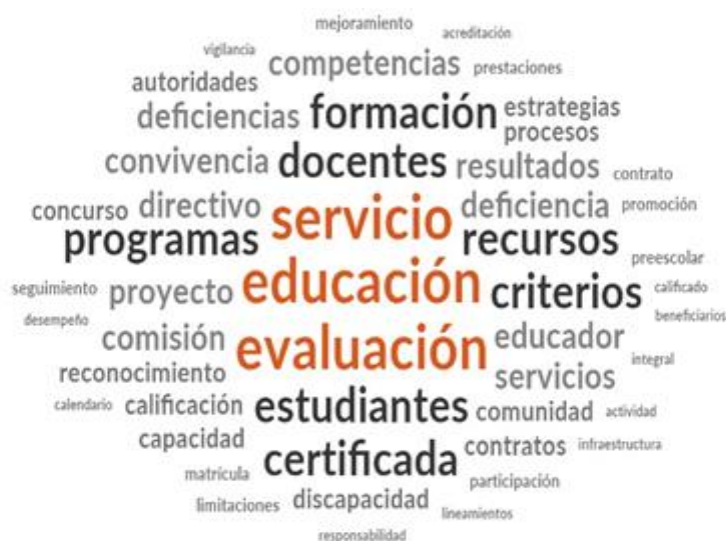 mejoramiento
acreditación
vigilancia
competencias prestaciones
autoridades
deficiencias formación estrategias
procesos
convivencia docentes resultados contrato
concurso directivo servicio deficiencia promoción
programas recursos
preescolar
seguimiento proyecto educación criterios calificado
desempeño beneficiarios
comisión evaluación educador
integral
reconocimiento servicios
calendario calificación estudiantes comunidad actividad
capacidad certificada contratos infraestructura
matrícula participación
limitaciones discapacidad
lineamientos
responsabilidad